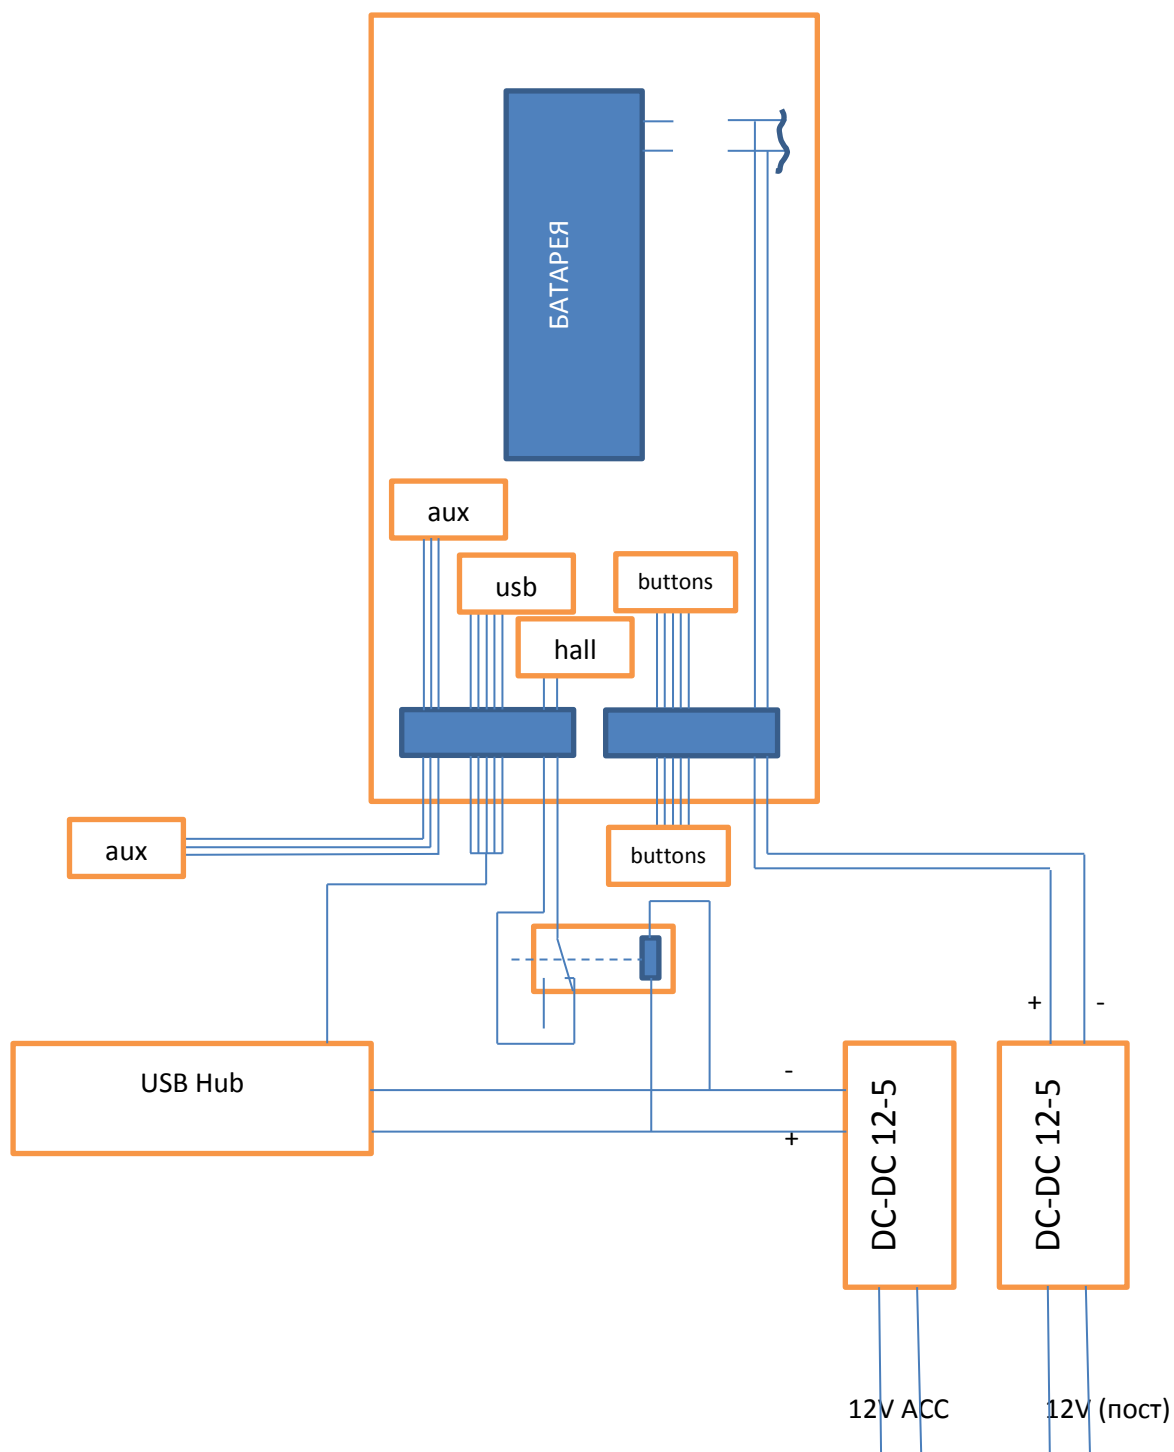 БАТАРЕЯ
aux
usb
buttons
hall
aux
buttons
+ -
USB Hub
-
+
DC-DC 12-5
DC-DC 12-5
12V ACC
12V (пост)